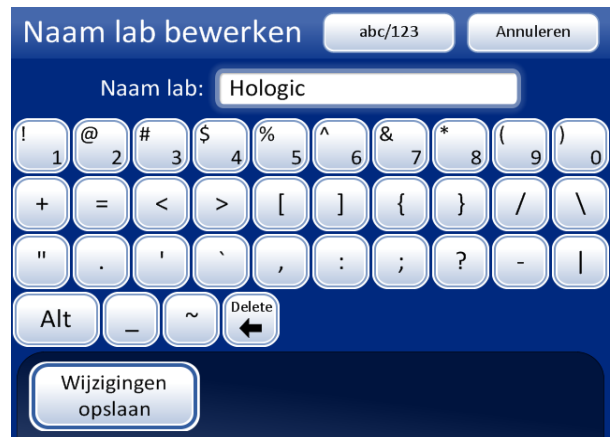 Naam lab bewerken abc/123 Annuleren
Naam lab: Hologic
! 1 @ 2 # 3 $ 4 % 5 ^ 6 & 7 * 8 ( 9 ) 0
+ = < > [ ] { } / \
" . ' ` , : ; ? - |
Alt _ ~ Delete
Wijzigingen
opslaan